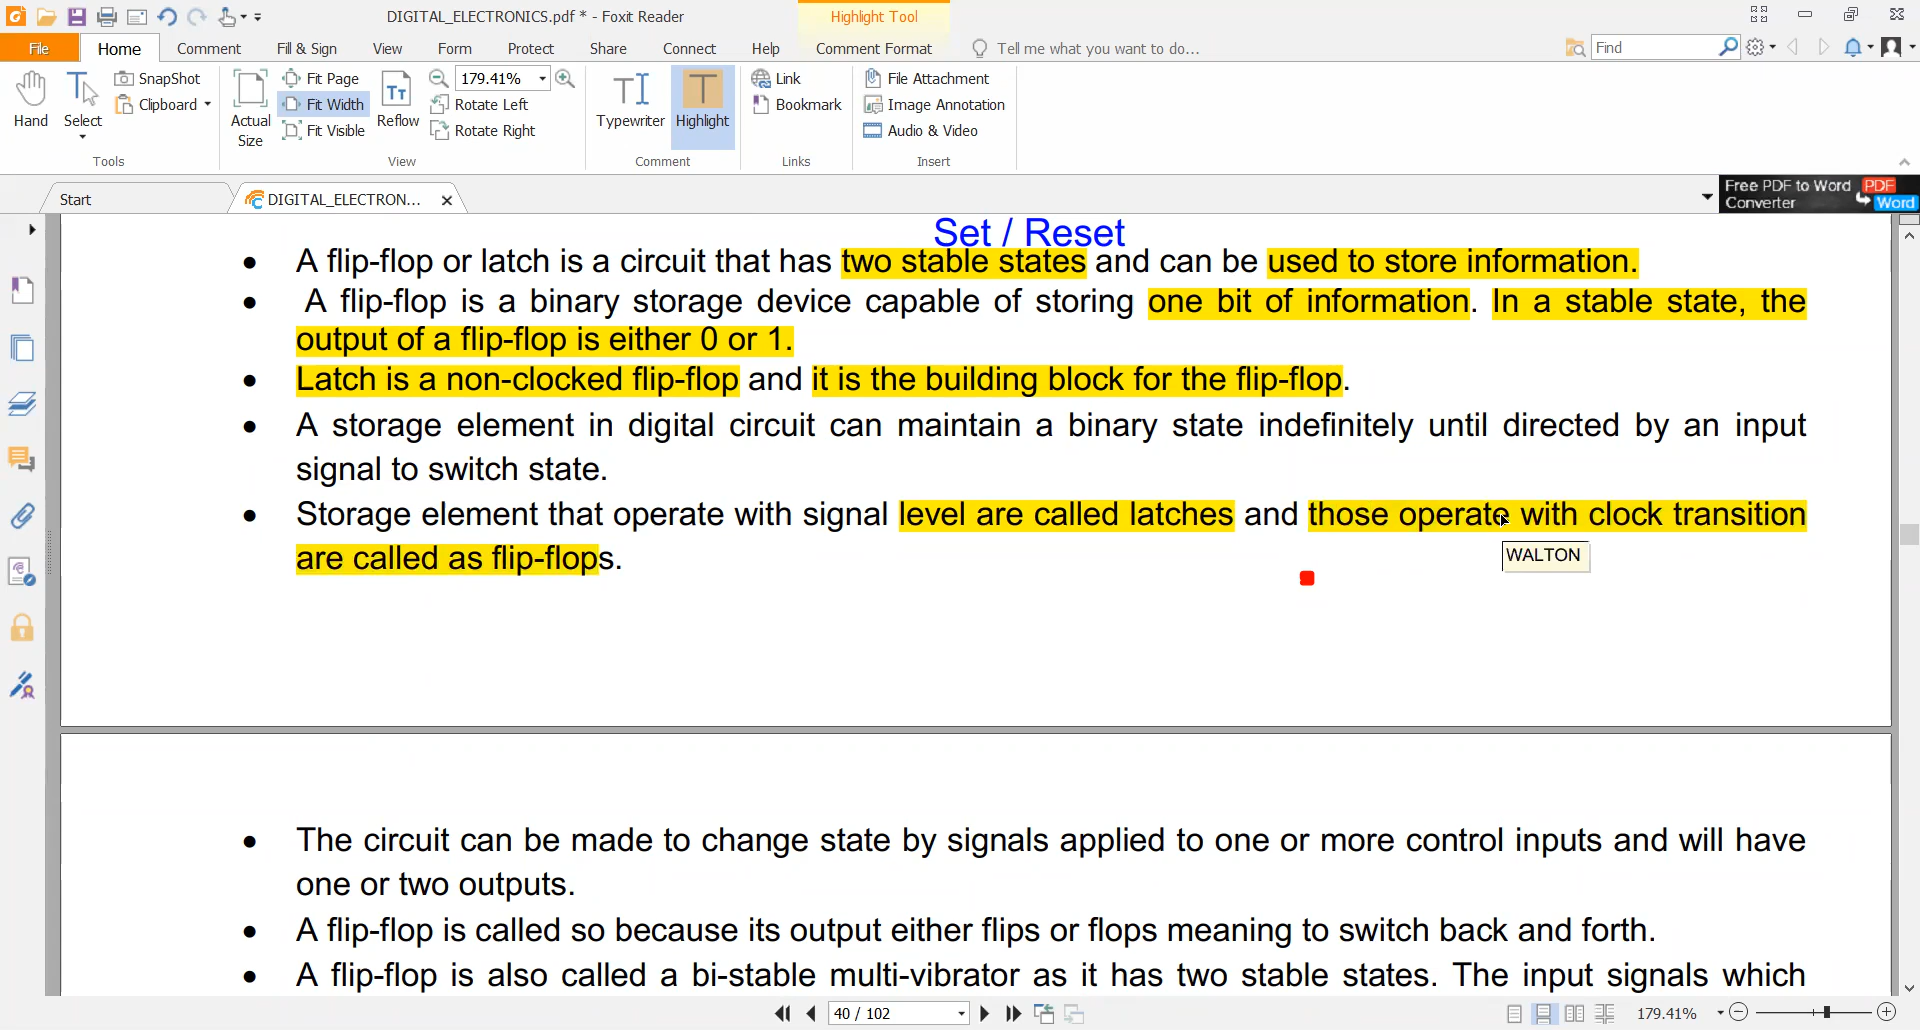 DIGITAL_ELECTRONICS.pdf * - Foxit Reader
Highlight Tool
File Home Comment Fill & Sign View Form Protect Share Connect Help Comment Format Tell me what you want to do... Find
Hand
Select
SnapShot
Clipboard
Tools
Actual
Size
Fit Page
Fit Width
Fit Visible
Reflow
179.41%
Rotate Left
Rotate Right
View
Typewriter
Highlight
Comment
Link
Bookmark
Links
File Attachment
Image Annotation
Audio & Video
Insert
Start
DIGITAL_ELECTRON...
Free PDF to Word
Converter
PDF
Word
Set / Reset
● A flip-flop or latch is a circuit that has two stable states and can be used to store information.
● A flip-flop is a binary storage device capable of storing one bit of information. In a stable state, the
output of a flip-flop is either 0 or 1.
● Latch is a non-clocked flip-flop and it is the building block for the flip-flop.
● A storage element in digital circuit can maintain a binary state indefinitely until directed by an input
signal to switch state.
● Storage element that operate with signal level are called latches and those operate with clock transition
are called as flip-flops.
WALTON
● The circuit can be made to change state by signals applied to one or more control inputs and will have
one or two outputs.
● A flip-flop is called so because its output either flips or flops meaning to switch back and forth.
● A flip-flop is also called a bi-stable multi-vibrator as it has two stable states. The input signals which
40 / 102
179.41%